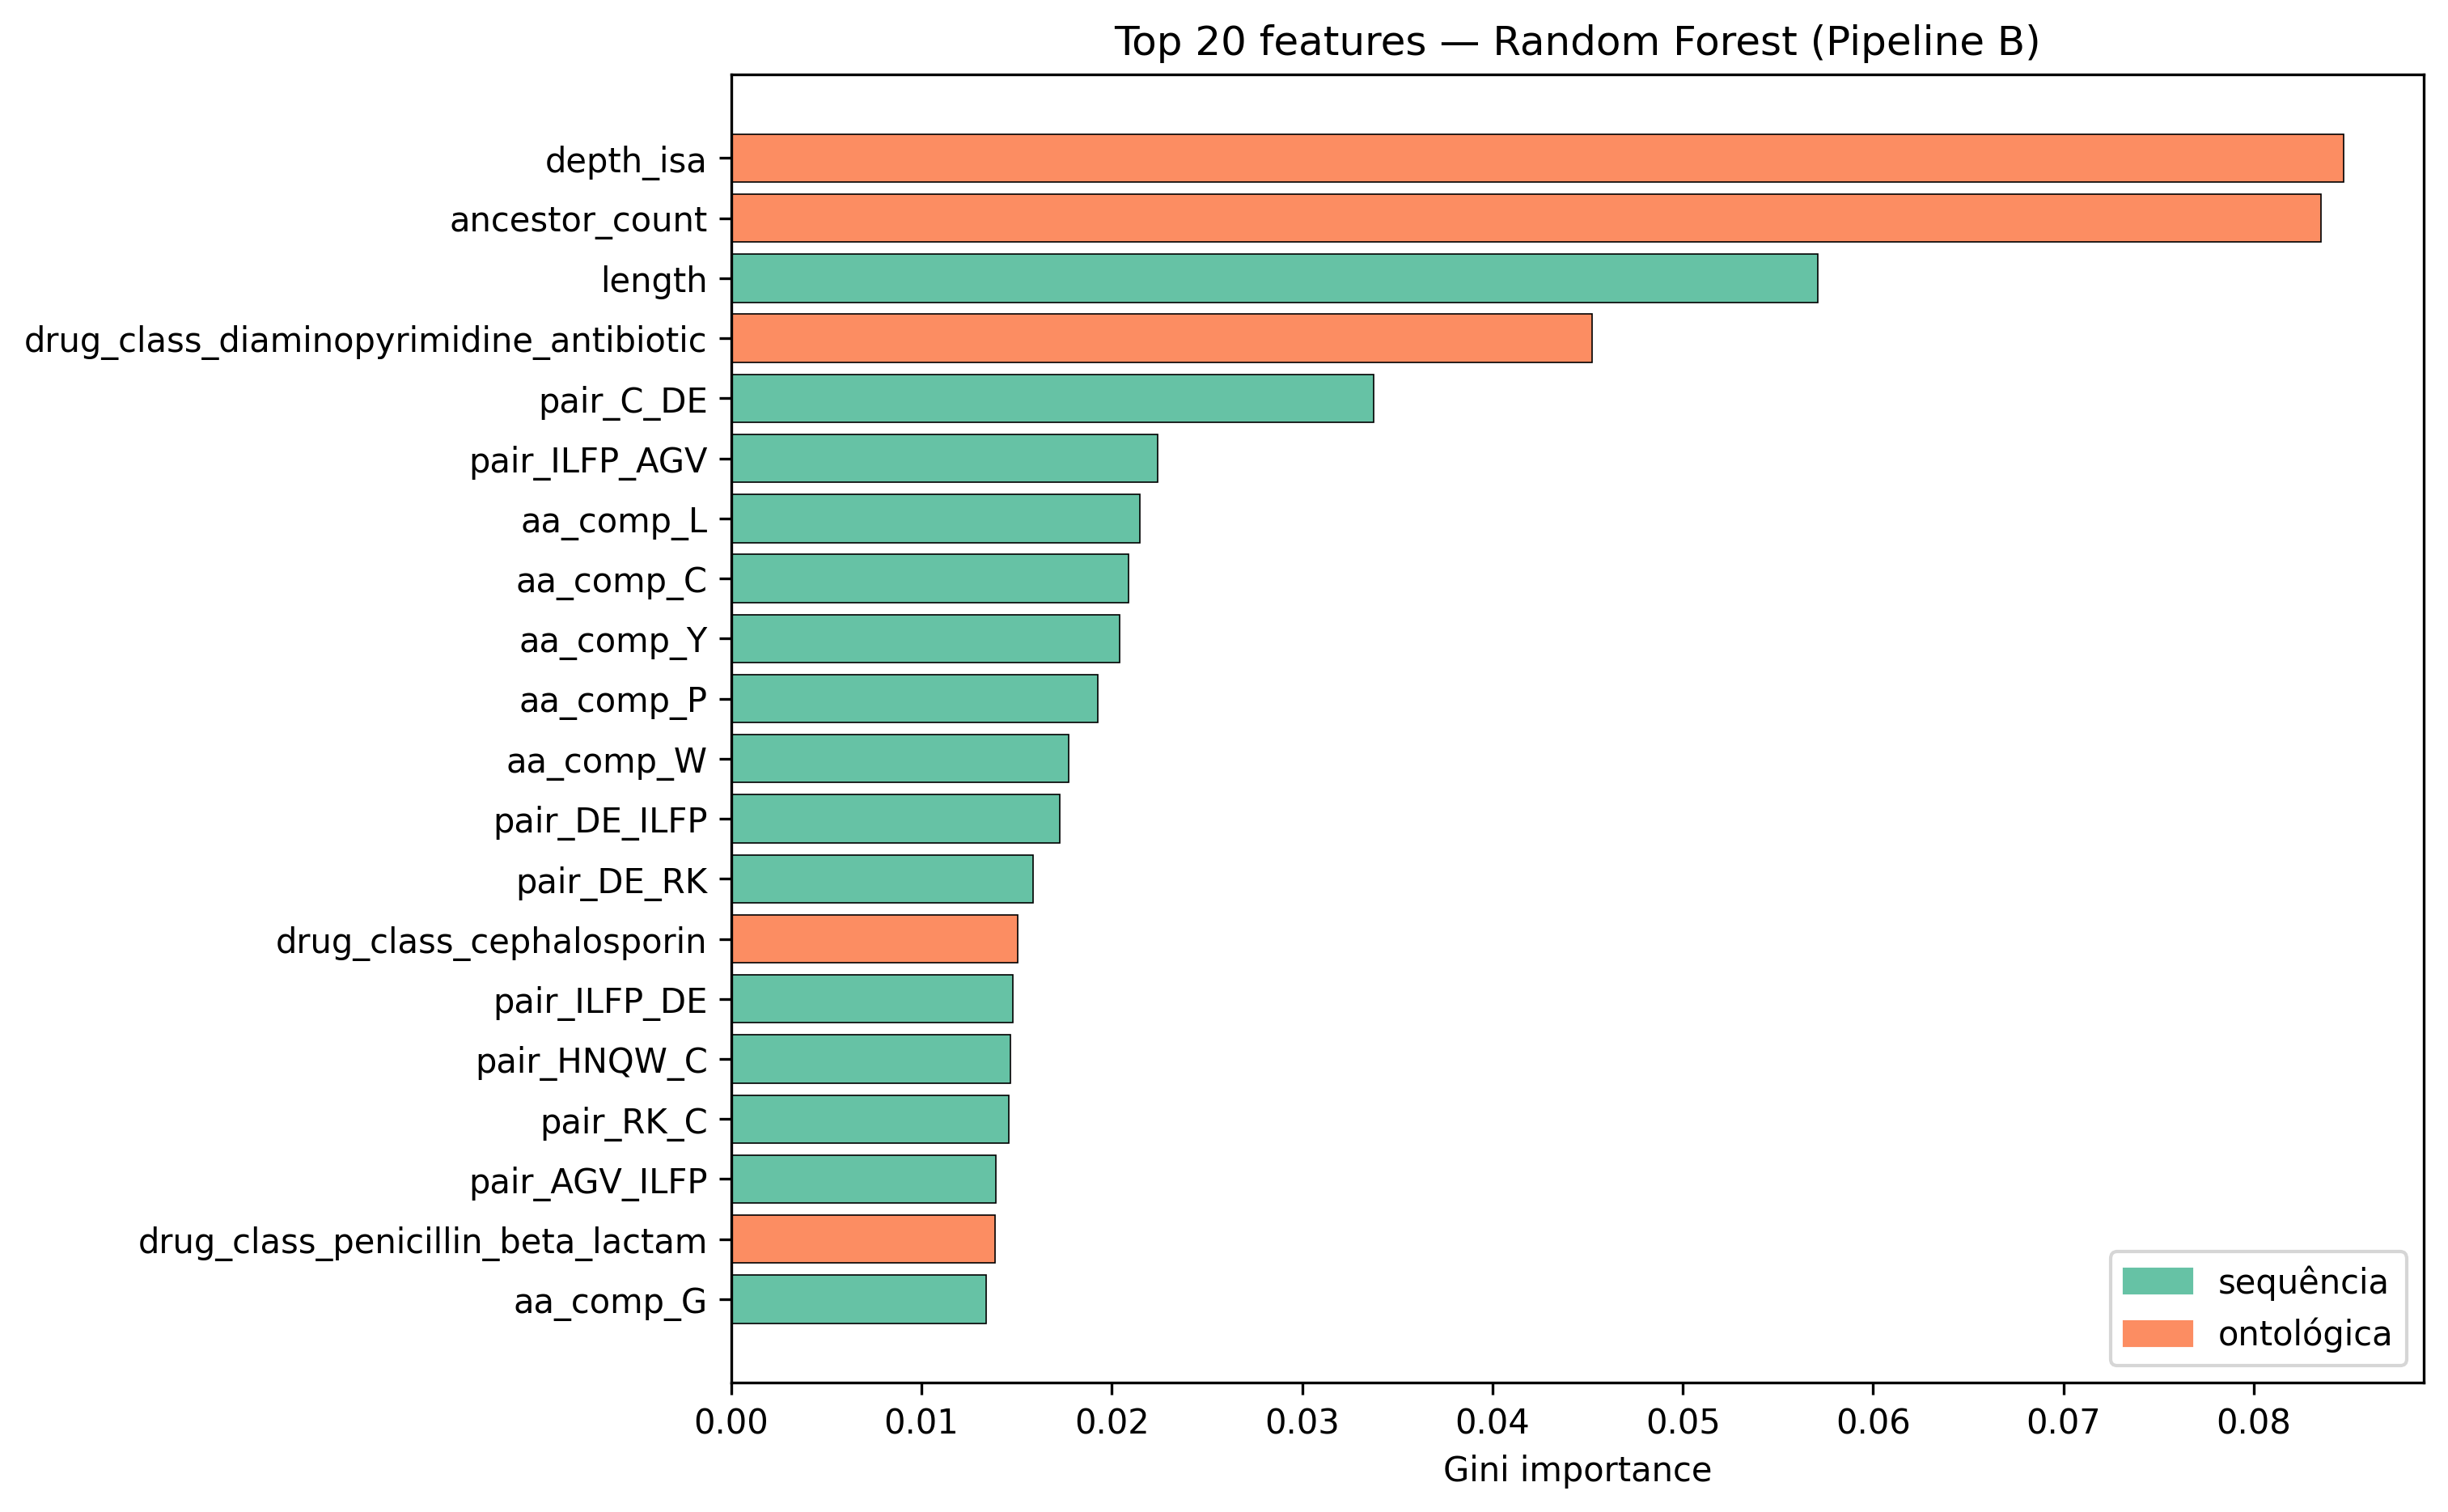 Top 20 features — Random Forest (Pipeline B)
depth_isa
ancestor_count
length
drug_class_diaminopyrimidine_antibiotic
pair_C_DE
pair_ILFP_AGV
aa_comp_L
aa_comp_C
aa_comp_Y
aa_comp_P
aa_comp_W
pair_DE_ILFP
pair_DE_RK
drug_class_cephalosporin
pair_ILFP_DE
pair_HNQW_C
pair_RK_C
pair_AGV_ILFP
drug_class_penicillin_beta_lactam
aa_comp_G
sequência
ontológica
0.00 0.01 0.02 0.03 0.04 0.05 0.06 0.07 0.08
Gini importance